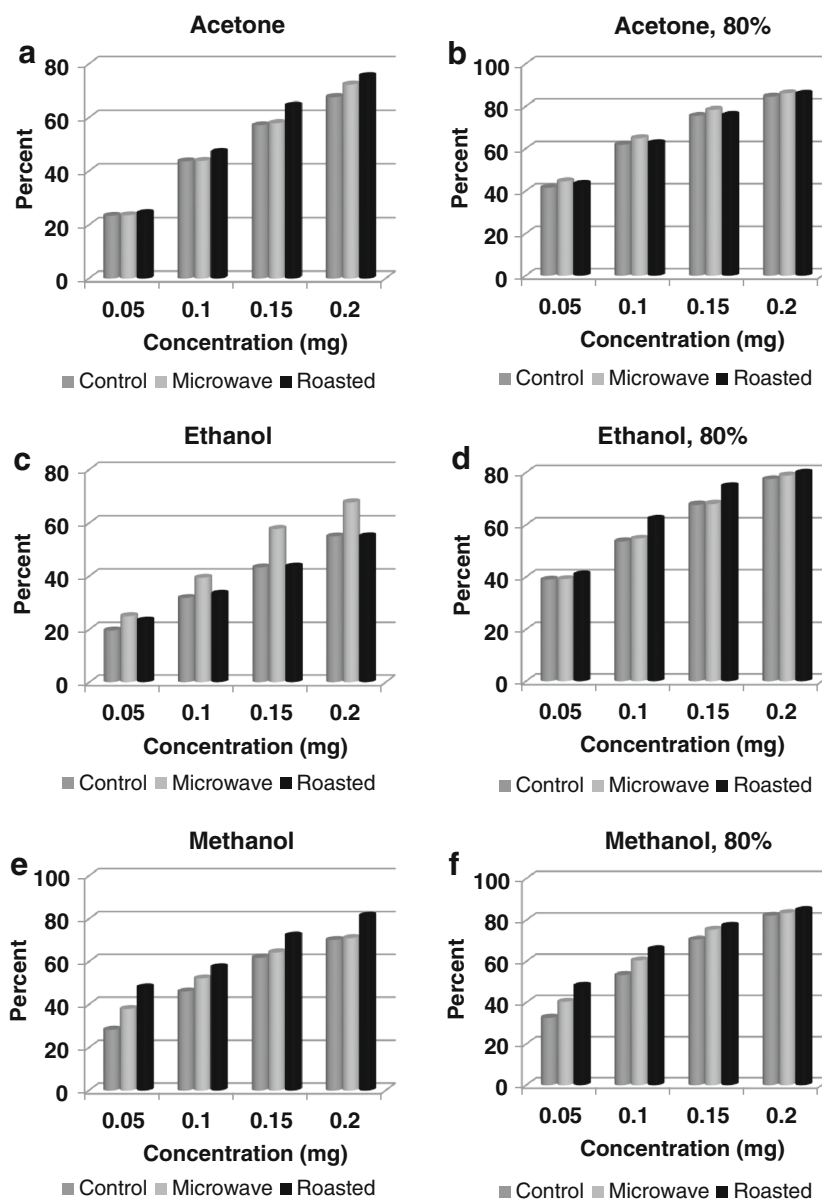 a
Acetone
80
60
40
20
0
Percent
0.05 0.1 0.15 0.2
Concentration (mg)
Control Microwave Roasted
b
Acetone, 80%
100
80
60
40
20
0
Percent
0.05 0.1 0.15 0.2
Concentration (mg)
Control Microwave Roasted
c
Ethanol
80
60
40
20
0
Percent
0.05 0.1 0.15 0.2
Concentration (mg)
Control Microwave Roasted
d
Ethanol, 80%
80
60
40
20
0
Percent
0.05 0.1 0.15 0.2
Concentration (mg)
Control Microwave Roasted
e
Methanol
100
80
60
40
20
0
Percent
0.05 0.1 0.15 0.2
Concentration (mg)
Control Microwave Roasted
f
Methanol, 80%
100
80
60
40
20
0
Percent
0.05 0.1 0.15 0.2
Concentration (mg)
Control Microwave Roasted